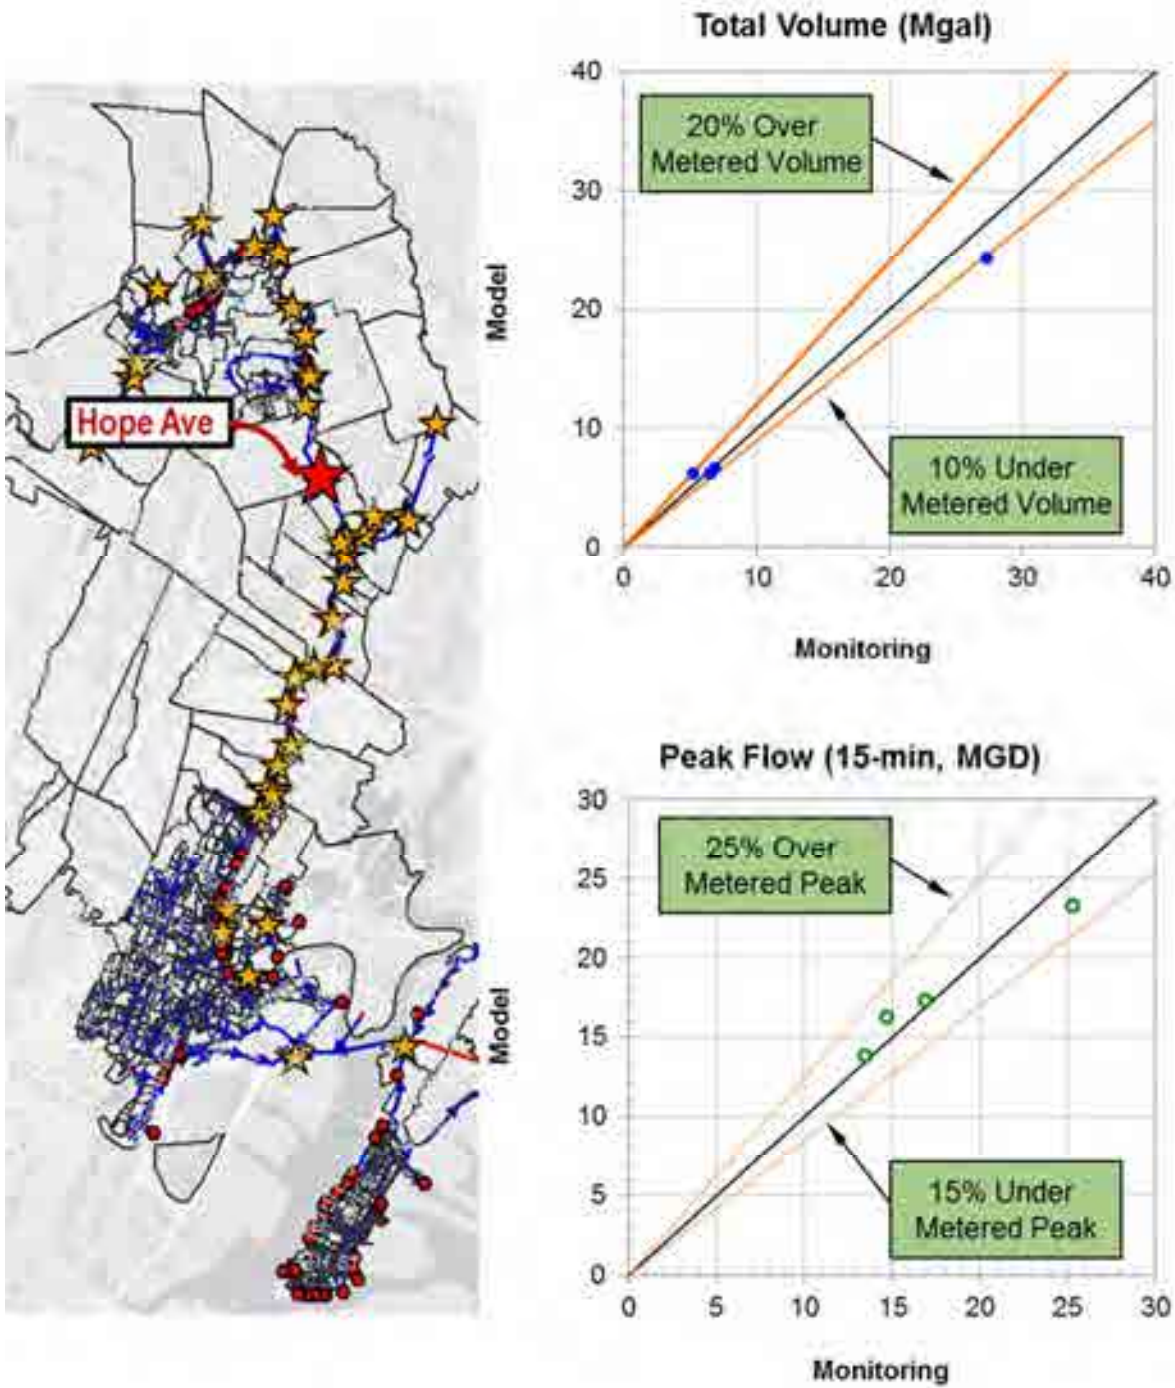 Hope Ave
Total Volume (Mgal)
40
20% Over
Metered Volume
30
Model
20
10
10% Under
Metered Volume
0
0 10 20 30 40
Monitoring
Peak Flow (15-min, MGD)
30
25% Over
Metered Peak
25
20
Model
15
10
15% Under
Metered Peak
5
0
0 5 10 15 20 25 30
Monitoring